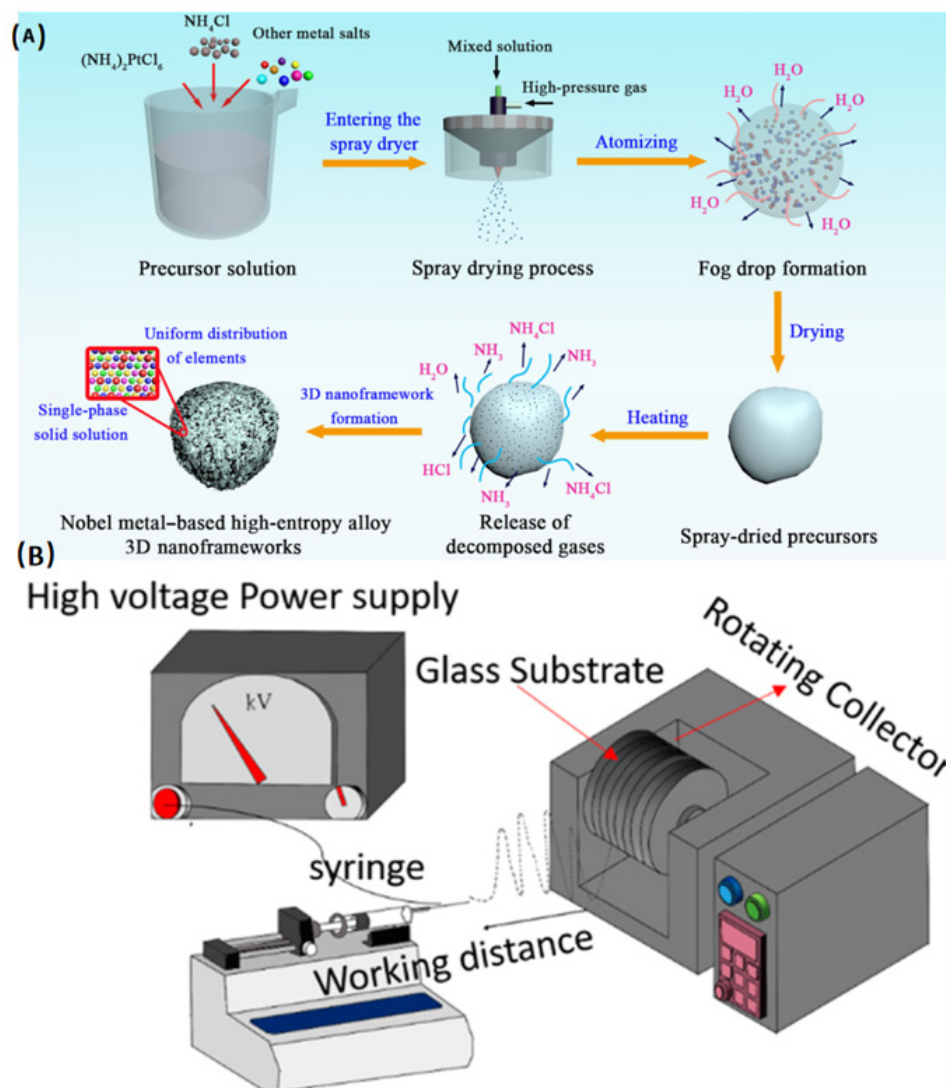 (A)
NH₄Cl
(NH₄)₂PtCl₆
Other metal salts
Mixed solution
High-pressure gas
Entering the
spray dryer
Atomizing
H₂O
H₂O
H₂O
H₂O
H₂O
H₂O
Precursor solution
Spray drying process
Fog drop formation
Drying
Uniform distribution
of elements
Single-phase
solid solution
3D nanoframework
formation
H₂O
NH₃
NH₄Cl
NH₃
HCl
NH₃
NH₄Cl
Heating
Nobel metal-based high-entropy alloy
3D nanoframeworks
Release of
decomposed gases
Spray-dried precursors
(B)
High voltage Power supply
kV
Glass Substrate
Rotating Collector
syringe
Working distance